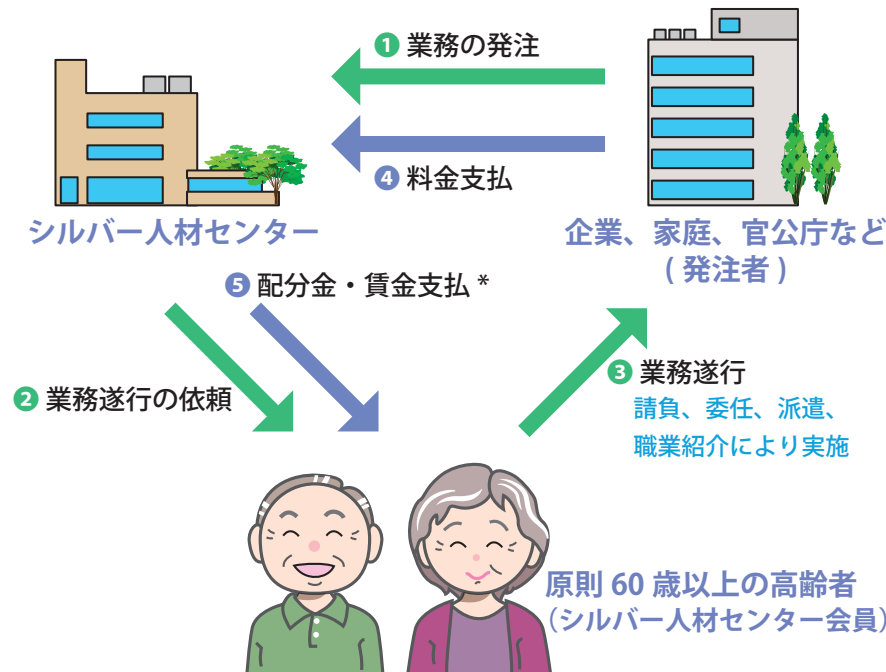 ❶ 業務の発注
❹ 料金支払
シルバー人材センター
企業、家庭、官公庁など
( 発注者 )
❺ 配分金・賃金支払 *
❷ 業務遂行の依頼
❸ 業務遂行
請負、委任、派遣、
職業紹介により実施
原則 60 歳以上の高齢者
（シルバー人材センター会員）